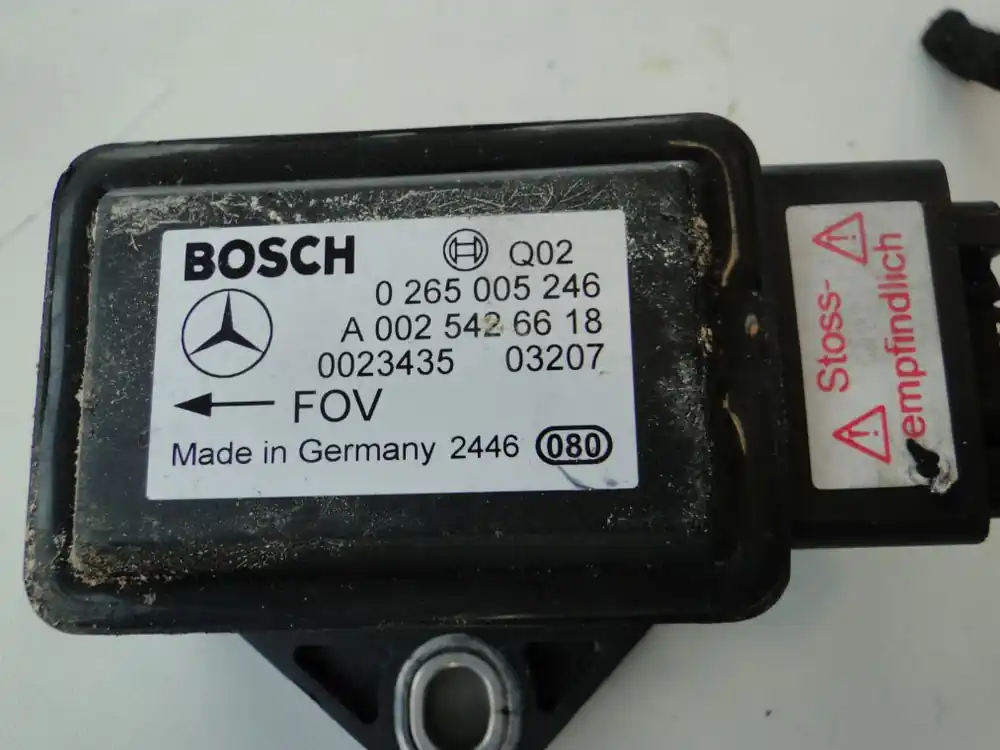 BOSCH
Q02
0 265 005 246
A 002 542 66 18
0023435 03207
FOV
Made in Germany 2446 080
Stoss-
empfindlich